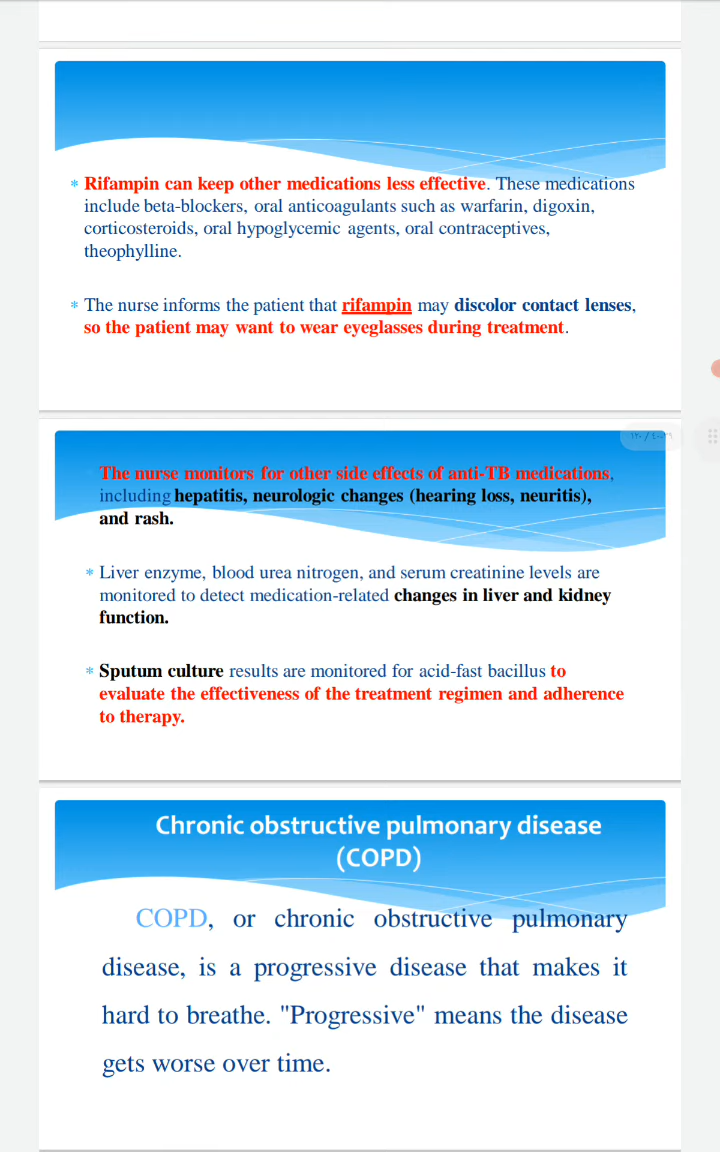 * Rifampin can keep other medications less effective. These medications
include beta-blockers, oral anticoagulants such as warfarin, digoxin,
corticosteroids, oral hypoglycemic agents, oral contraceptives,
theophylline.
* The nurse informs the patient that rifampin may discolor contact lenses,
so the patient may want to wear eyeglasses during treatment.
The nurse monitors for other side effects of anti-TB medications,
including hepatitis, neurologic changes (hearing loss, neuritis),
and rash.
* Liver enzyme, blood urea nitrogen, and serum creatinine levels are
monitored to detect medication-related changes in liver and kidney
function.
* Sputum culture results are monitored for acid-fast bacillus to
evaluate the effectiveness of the treatment regimen and adherence
to therapy.
Chronic obstructive pulmonary disease
(COPD)
COPD, or chronic obstructive pulmonary
disease, is a progressive disease that makes it
hard to breathe. "Progressive" means the disease
gets worse over time.